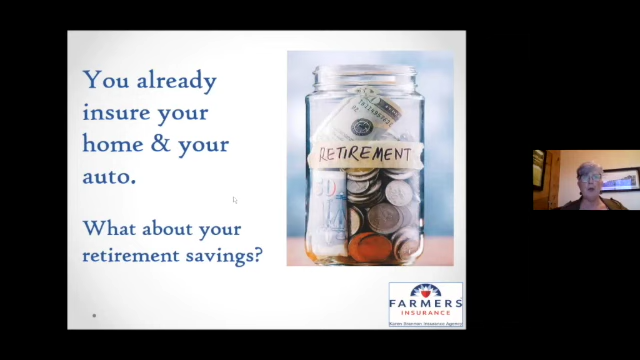 You already
insure your
home & your
auto.
What about your
retirement savings?
RETIREMENT
FARMERS
INSURANCE